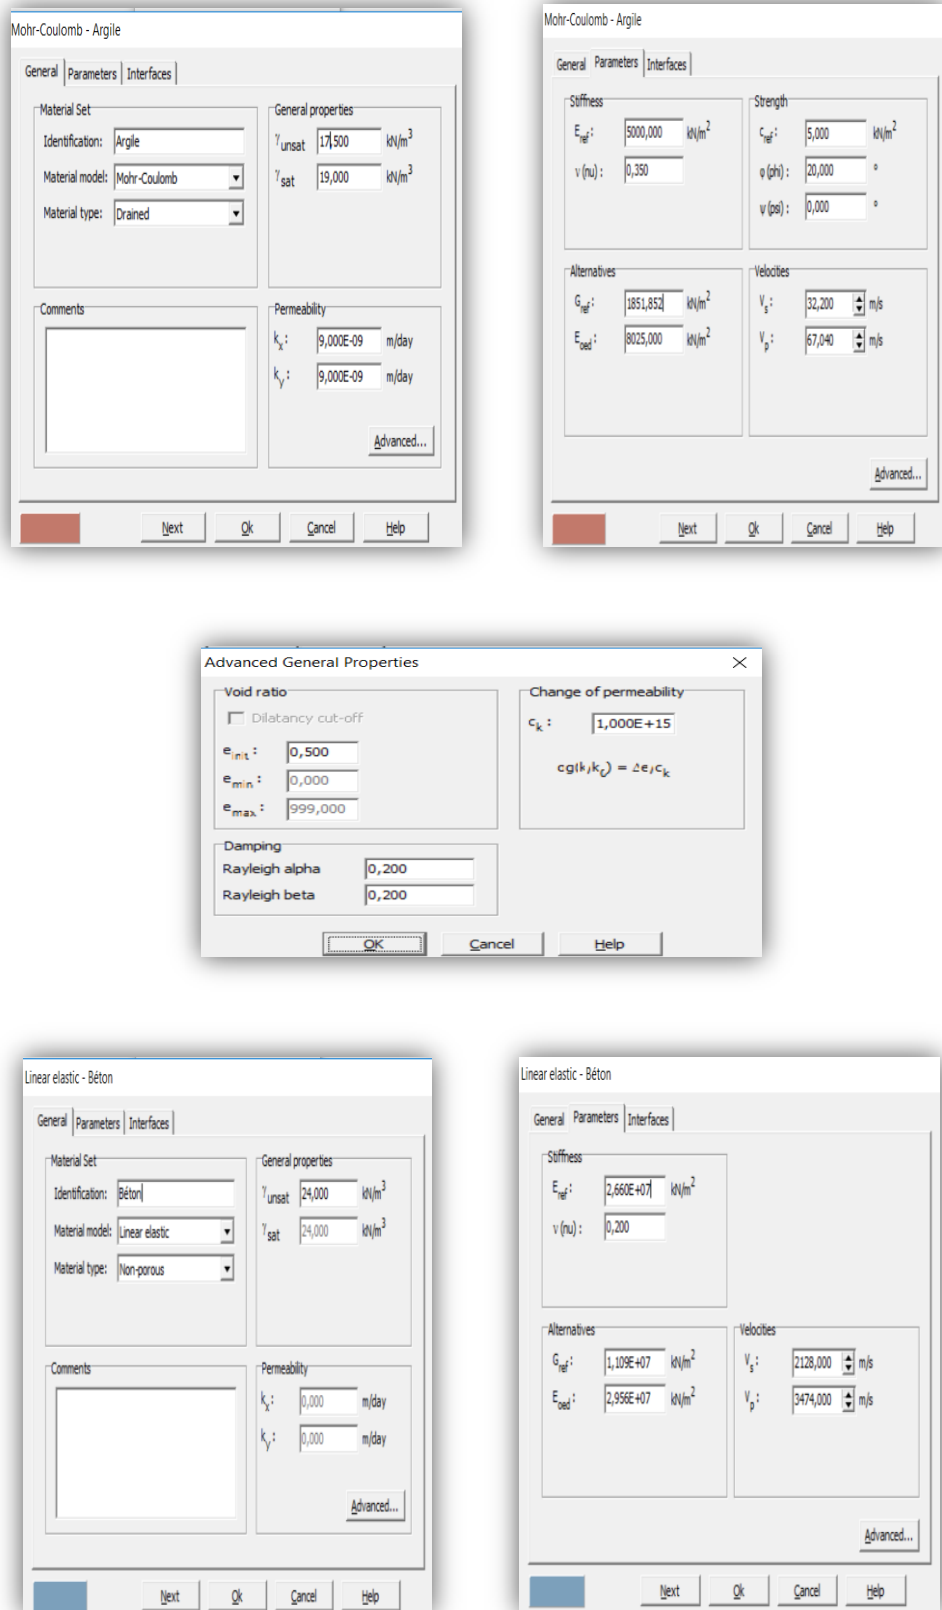 Mohr-Coulomb - Argile
General Parameters Interfaces
Material Set
Identification: Argile
Material model: Mohr-Coulomb
Material type: Drained
General properties
γunsat 17,500 kN/m3
γsat 19,000 kN/m3
Comments
Permeability
kx: 9,000E-09 m/day
ky: 9,000E-09 m/day
Advanced...
Next Ok Cancel Help
Mohr-Coulomb - Argile
General Parameters Interfaces
Stiffness
Eref: 5000,000 kN/m2
ν (nu): 0,350
Strength
cref: 5,000 kN/m2
φ (phi): 20,000 °
ψ (psi): 0,000 °
Alternatives
Gref: 1851,852 kN/m2
Eoed: 8025,000 kN/m2
Velocities
Vs: 32,200 m/s
Vp: 67,040 m/s
Advanced...
Next Ok Cancel Help
Advanced General Properties
Void ratio
Dilatancy cut-off
einit: 0,500
emin: 0,000
emax: 999,000
Change of permeability
ck: 1,000E+15
cg(k/k0) = Δe/ck
Damping
Rayleigh alpha 0,200
Rayleigh beta 0,200
OK Cancel Help
Linear elastic - Béton
General Parameters Interfaces
Material Set
Identification: Béton
Material model: Linear elastic
Material type: Non-porous
General properties
γunsat 24,000 kN/m3
γsat 24,000 kN/m3
Comments
Permeability
kx: 0,000 m/day
ky: 0,000 m/day
Advanced...
Next Ok Cancel Help
Linear elastic - Béton
General Parameters Interfaces
Stiffness
Eref: 2,660E+07 kN/m2
ν (nu): 0,200
Alternatives
Gref: 1,109E+07 kN/m2
Eoed: 2,956E+07 kN/m2
Velocities
Vs: 2128,000 m/s
Vp: 3474,000 m/s
Advanced...
Next Ok Cancel Help